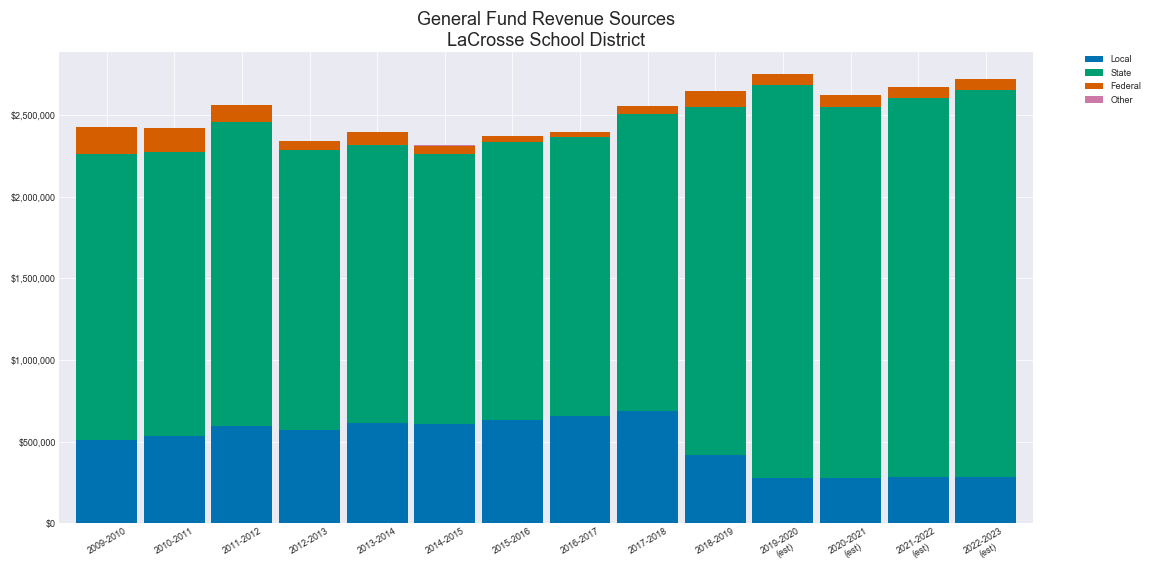 General Fund Revenue Sources
LaCrosse School District
Local
State
Federal
Other
$2,500,000
$2,000,000
$1,500,000
$1,000,000
$500,000
$0
2009-2010
2010-2011
2011-2012
2012-2013
2013-2014
2014-2015
2015-2016
2016-2017
2017-2018
2018-2019
2019-2020
(est)
2020-2021
(est)
2021-2022
(est)
2022-2023
(est)